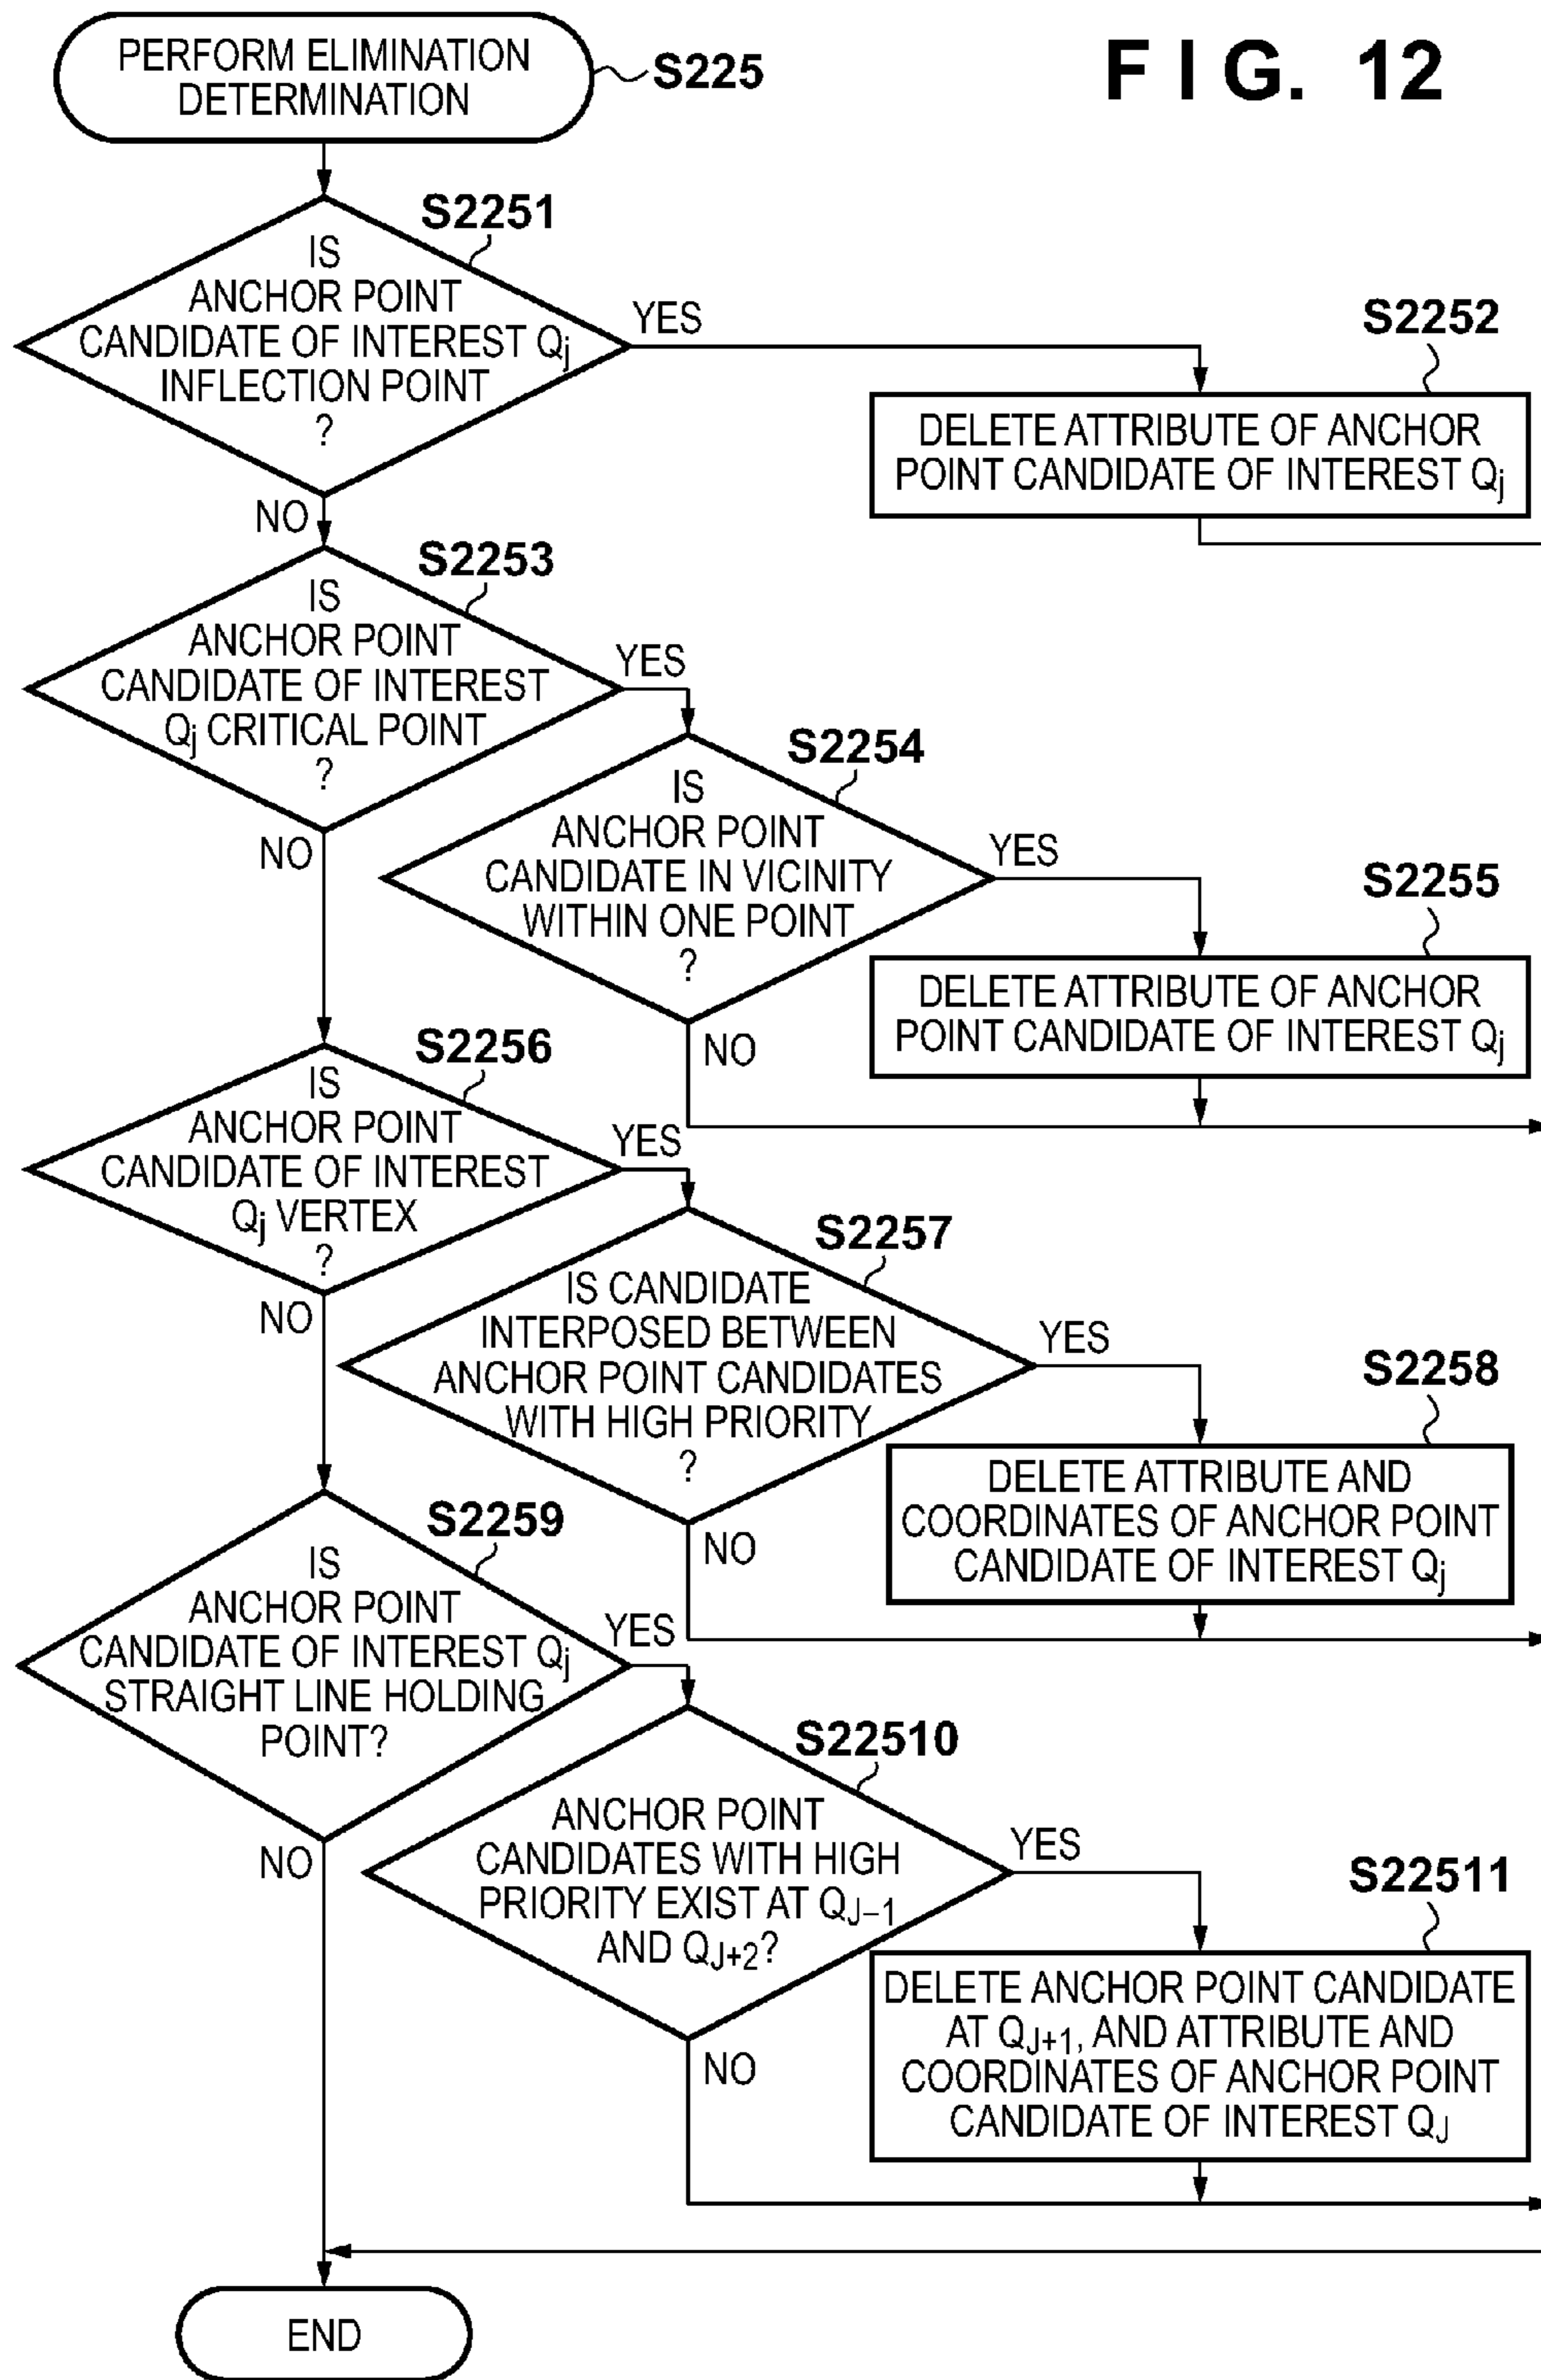 FIG. 12
PERFORM ELIMINATION
DETERMINATION
S225
S2251
IS
ANCHOR POINT
CANDIDATE OF INTEREST Qj
INFLECTION POINT
?
YES
NO
S2252
DELETE ATTRIBUTE OF ANCHOR
POINT CANDIDATE OF INTEREST Qj
S2253
IS
ANCHOR POINT
CANDIDATE OF INTEREST
Qj CRITICAL POINT
?
YES
NO
S2254
IS
ANCHOR POINT
CANDIDATE IN VICINITY
WITHIN ONE POINT
?
YES
NO
S2255
DELETE ATTRIBUTE OF ANCHOR
POINT CANDIDATE OF INTEREST Qj
S2256
IS
ANCHOR POINT
CANDIDATE OF INTEREST
Qj VERTEX
?
YES
NO
S2257
IS CANDIDATE
INTERPOSED BETWEEN
ANCHOR POINT CANDIDATES
WITH HIGH PRIORITY
?
YES
NO
S2258
DELETE ATTRIBUTE AND
COORDINATES OF ANCHOR POINT
CANDIDATE OF INTEREST Qj
S2259
IS
ANCHOR POINT
CANDIDATE OF INTEREST Qj
STRAIGHT LINE HOLDING
POINT?
YES
NO
S22510
ANCHOR POINT
CANDIDATES WITH HIGH
PRIORITY EXIST AT QJ−1
AND QJ+2?
YES
NO
S22511
DELETE ANCHOR POINT CANDIDATE
AT QJ+1, AND ATTRIBUTE AND
COORDINATES OF ANCHOR POINT
CANDIDATE OF INTEREST QJ
END